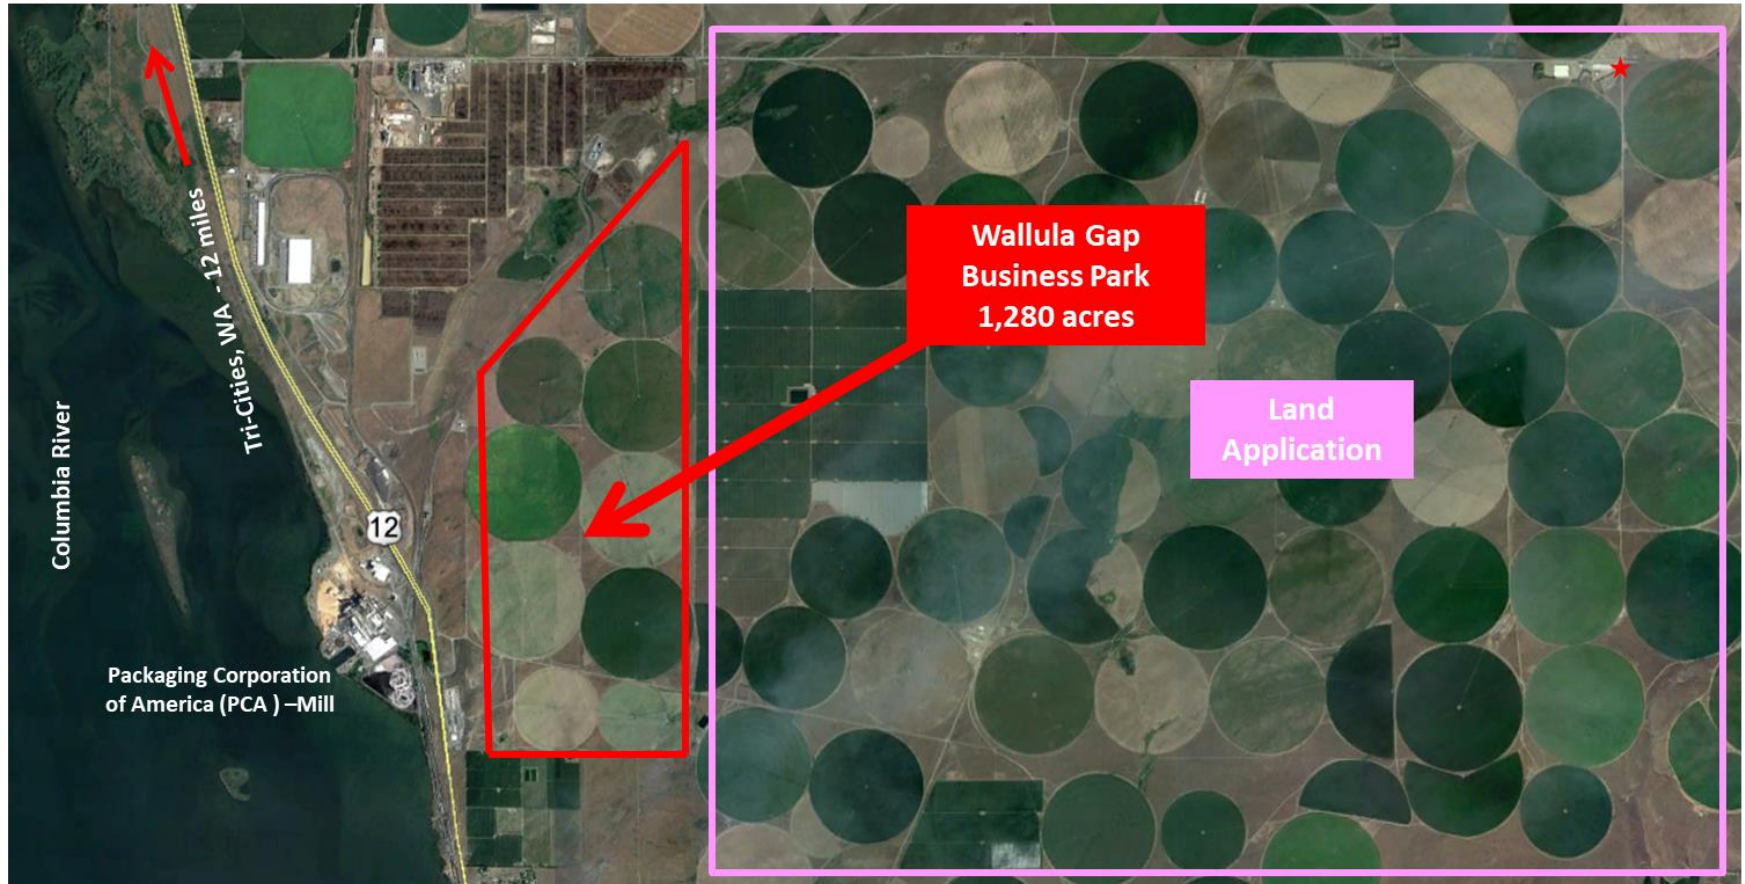 Tri-Cities, WA - 12 miles
Wallula Gap
Business Park
1,280 acres
Land
Application
Columbia River
12
Packaging Corporation
of America (PCA ) –Mill